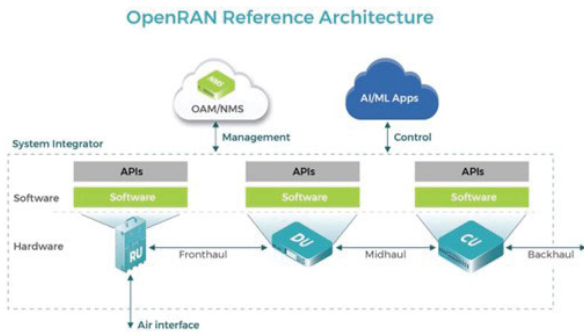 OpenRAN Reference Architecture
NMS
OAM/NMS
AI/ML Apps
Management
Control
System Integrator
APIs
APIs
APIs
Software
Software
Software
Software
Hardware
RU
DU
CU
Fronthaul
Midhaul
Backhaul
Air interface